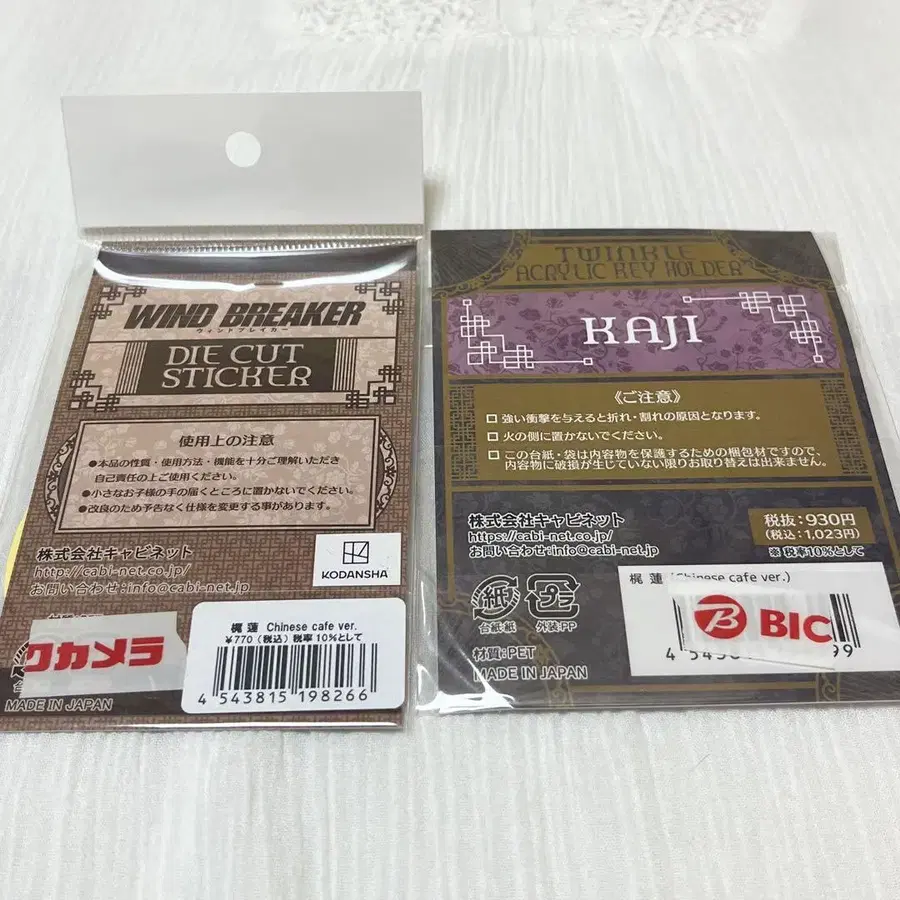 WIND BREAKER
ウィンドブレイカー
DIE CUT
STICKER
使用上の注意
●本品の性質・使用方法・機能を十分ご理解いただき
自己責任の上ご使用ください。
●小さなお子様の手の届くところに置かないでください。
●改良のため予告なく仕様を変更する事があります。
株式会社キャビネット
http://cabi-net.co.jp/
お問い合わせ:info@cabi-net.jp
KODANSHA
クカメラ
梶 蓮 Chinese cafe ver.
¥770(税込)税率10%として
4 543815 198266
MADE IN JAPAN
TWINKLE
ACRYLIC KEY HOLDER
KAJI
《ご注意》
□ 強い衝撃を与えると折れ・割れの原因となります。
□ 火の側に置かないでください。
□ この台紙・袋は内容物を保護するための梱包材ですので、
内容物に破損が生じていない限りお取り替えは出来ません。
株式会社キャビネット
https://cabi-net.co.jp/
お問い合わせ:info@cabi-net.jp
税抜:930円
(税込:1,023円)
※ 税率10%として
紙
プラ
台紙:紙
外装:PP
材質:PET
MADE IN JAPAN
梶 蓮 (Chinese cafe ver.)
B BIC